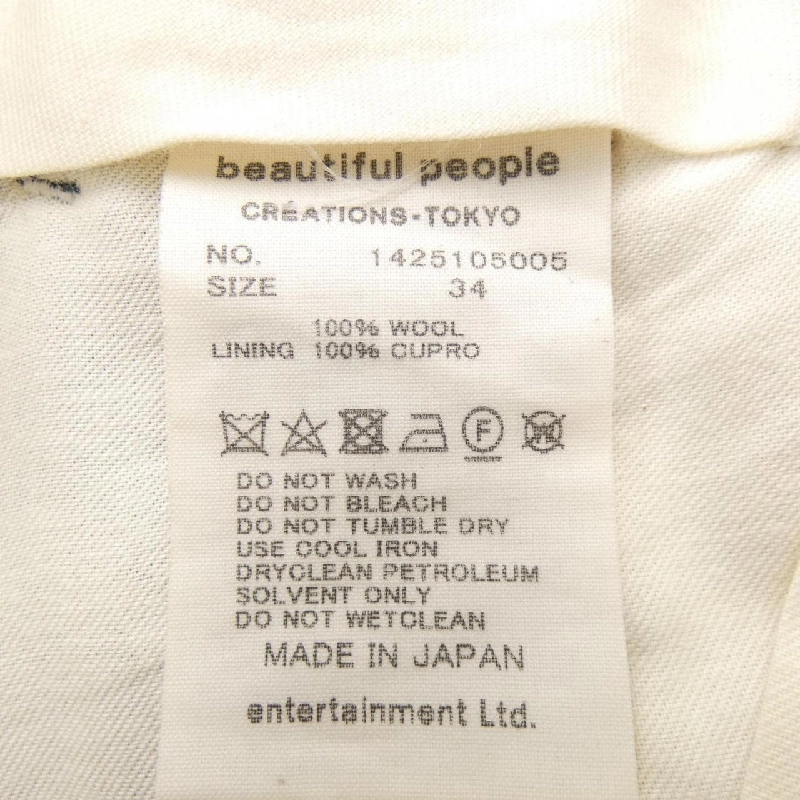 beautiful people
CRÉATIONS-TOKYO
NO. 1425105005
SIZE 34
100% WOOL
LINING 100% CUPRO
F W
DO NOT WASH
DO NOT BLEACH
DO NOT TUMBLE DRY
USE COOL IRON
DRYCLEAN PETROLEUM
SOLVENT ONLY
DO NOT WETCLEAN
MADE IN JAPAN
entertainment Ltd.